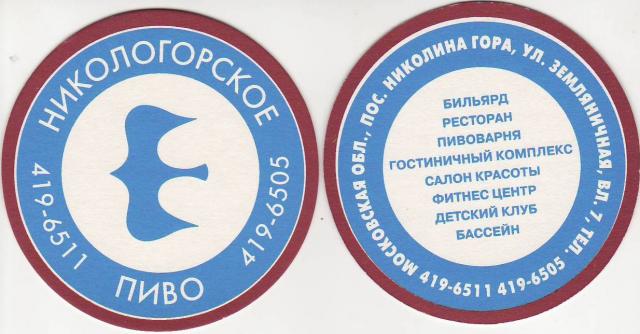 НИКОЛОГОРСКОЕ
419-6511
ПИВО
419-6505
МОСКОВСКАЯ ОБЛ., ПОС. НИКОЛИНА ГОРА, УЛ. ЗЕМЛЯНИЧНАЯ, ВЛ. 7, ТЕЛ. 419-6511 419-6505
БИЛЬЯРД
РЕСТОРАН
ПИВОВАРНЯ
ГОСТИНИЧНЫЙ КОМПЛЕКС
САЛОН КРАСОТЫ
ФИТНЕС ЦЕНТР
ДЕТСКИЙ КЛУБ
БАССЕЙН